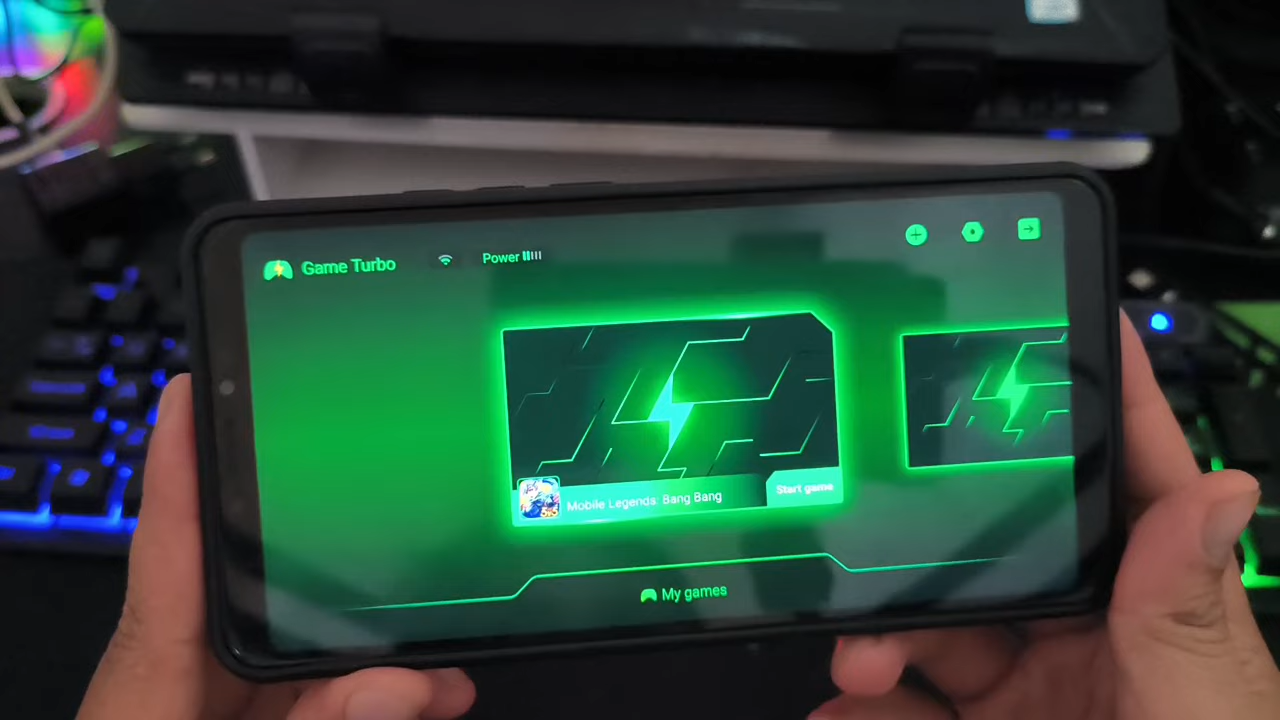 Game Turbo
Power
Mobile Legends: Bang Bang
Start game
My games